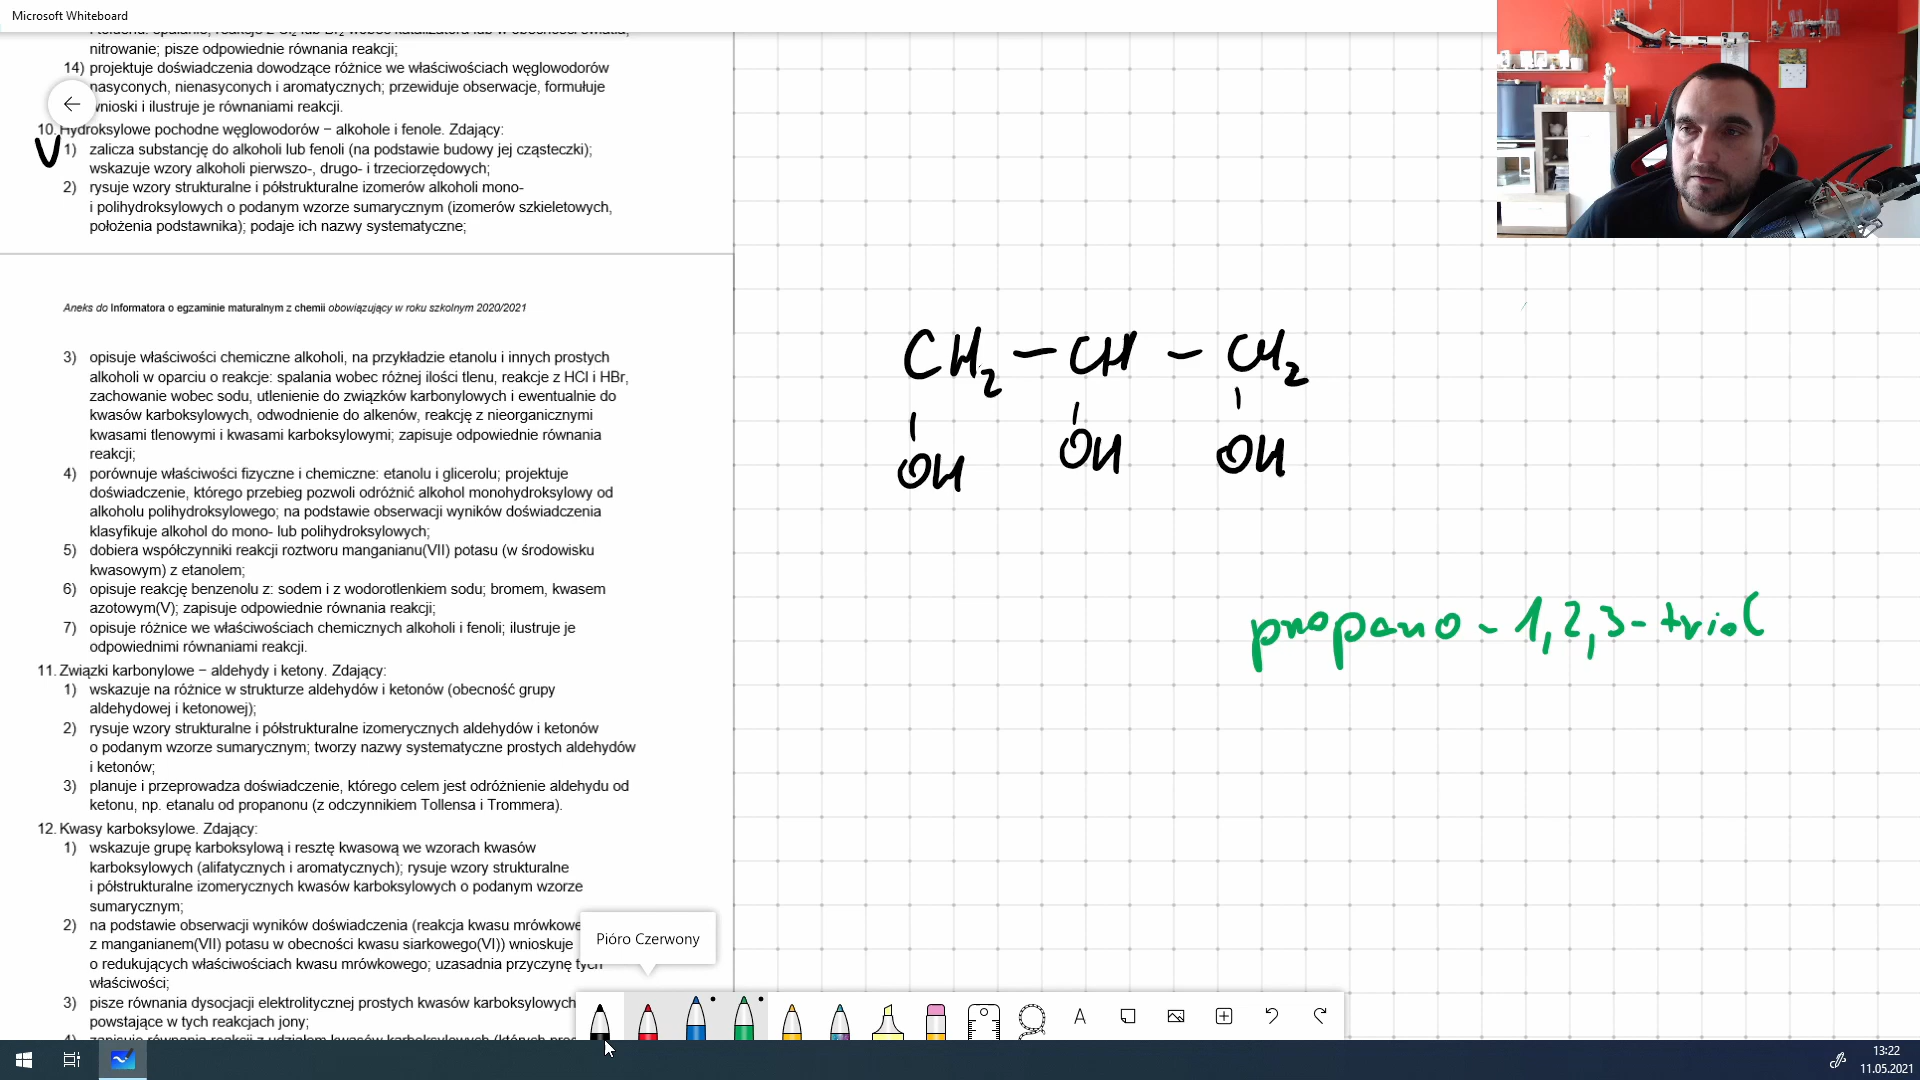 Microsoft Whiteboard
nitrowanie; pisze odpowiednie równania reakcji;
14) projektuje doświadczenia dowodzące różnice we właściwościach węglowodorów
nasyconych, nienasyconych i aromatycznych; przewiduje obserwacje, formułuje
wnioski i ilustruje je równaniami reakcji.
10. Hydroksylowe pochodne węglowodorów − alkohole i fenole. Zdający:
V 1) zalicza substancję do alkoholi lub fenoli (na podstawie budowy jej cząsteczki);
wskazuje wzory alkoholi pierwszo-, drugo- i trzeciorzędowych;
2) rysuje wzory strukturalne i półstrukturalne izomerów alkoholi mono-
i polihydroksylowych o podanym wzorze sumarycznym (izomerów szkieletowych,
położenia podstawnika); podaje ich nazwy systematyczne;
Aneks do Informatora o egzaminie maturalnym z chemii obowiązujący w roku szkolnym 2020/2021
3) opisuje właściwości chemiczne alkoholi, na przykładzie etanolu i innych prostych
alkoholi w oparciu o reakcje: spalania wobec różnej ilości tlenu, reakcje z HCl i HBr,
zachowanie wobec sodu, utlenienie do związków karbonylowych i ewentualnie do
kwasów karboksylowych, odwodnienie do alkenów, reakcję z nieorganicznymi
kwasami tlenowymi i kwasami karboksylowymi; zapisuje odpowiednie równania
reakcji;
4) porównuje właściwości fizyczne i chemiczne: etanolu i glicerolu; projektuje
doświadczenie, którego przebieg pozwoli odróżnić alkohol monohydroksylowy od
alkoholu polihydroksylowego; na podstawie obserwacji wyników doświadczenia
klasyfikuje alkohol do mono- lub polihydroksylowych;
5) dobiera współczynniki reakcji roztworu manganianu(VII) potasu (w środowisku
kwasowym) z etanolem;
6) opisuje reakcję benzenolu z: sodem i z wodorotlenkiem sodu; bromem, kwasem
azotowym(V); zapisuje odpowiednie równania reakcji;
7) opisuje różnice we właściwościach chemicznych alkoholi i fenoli; ilustruje je
odpowiednimi równaniami reakcji.
11. Związki karbonylowe − aldehydy i ketony. Zdający:
1) wskazuje na różnice w strukturze aldehydów i ketonów (obecność grupy
aldehydowej i ketonowej);
2) rysuje wzory strukturalne i półstrukturalne izomerycznych aldehydów i ketonów
o podanym wzorze sumarycznym; tworzy nazwy systematyczne prostych aldehydów
i ketonów;
3) planuje i przeprowadza doświadczenie, którego celem jest odróżnienie aldehydu od
ketonu, np. etanalu od propanonu (z odczynnikiem Tollensa i Trommera).
12. Kwasy karboksylowe. Zdający:
1) wskazuje grupę karboksylową i resztę kwasową we wzorach kwasów
karboksylowych (alifatycznych i aromatycznych); rysuje wzory strukturalne
i półstrukturalne izomerycznych kwasów karboksylowych o podanym wzorze
sumarycznym;
2) na podstawie obserwacji wyników doświadczenia (reakcja kwasu mrówkowe
z manganianem(VII) potasu w obecności kwasu siarkowego(VI)) wnioskuje
o redukujących właściwościach kwasu mrówkowego; uzasadnia przyczynę tych
właściwości;
3) pisze równania dysocjacji elektrolitycznej prostych kwasów karboksylowych
powstające w tych reakcjach jony;
CH2 – CH – CH2
OH OH OH
propano - 1,2,3 - triol
Pióro Czerwony
13:22
11.05.2021